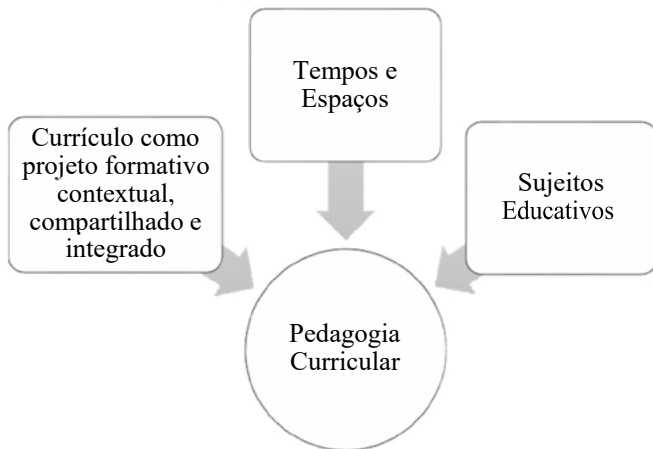 Tempos e
Espaços
Currículo como
projeto formativo
contextual,
compartilhado e
integrado
Sujeitos
Educativos
Pedagogia
Curricular